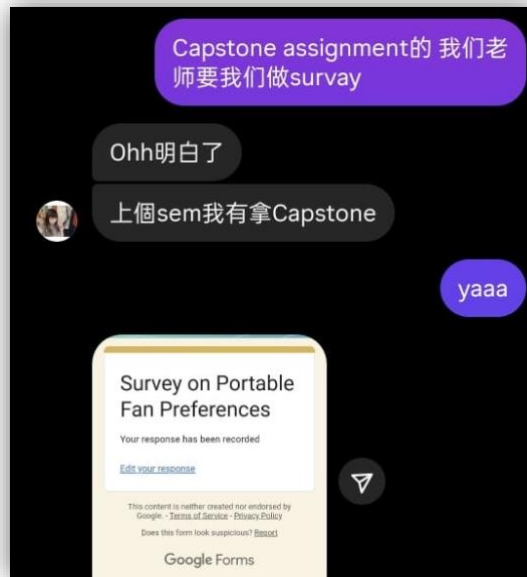 Capstone assignment的 我们老
师要我们做survay
Ohh明白了
上個sem我有拿Capstone
yaaa
Survey on Portable
Fan Preferences
Your response has been recorded
Edit your response
This content is neither created nor endorsed by
Google. - Terms of Service - Privacy Policy
Does this form look suspicious? Report
Google Forms